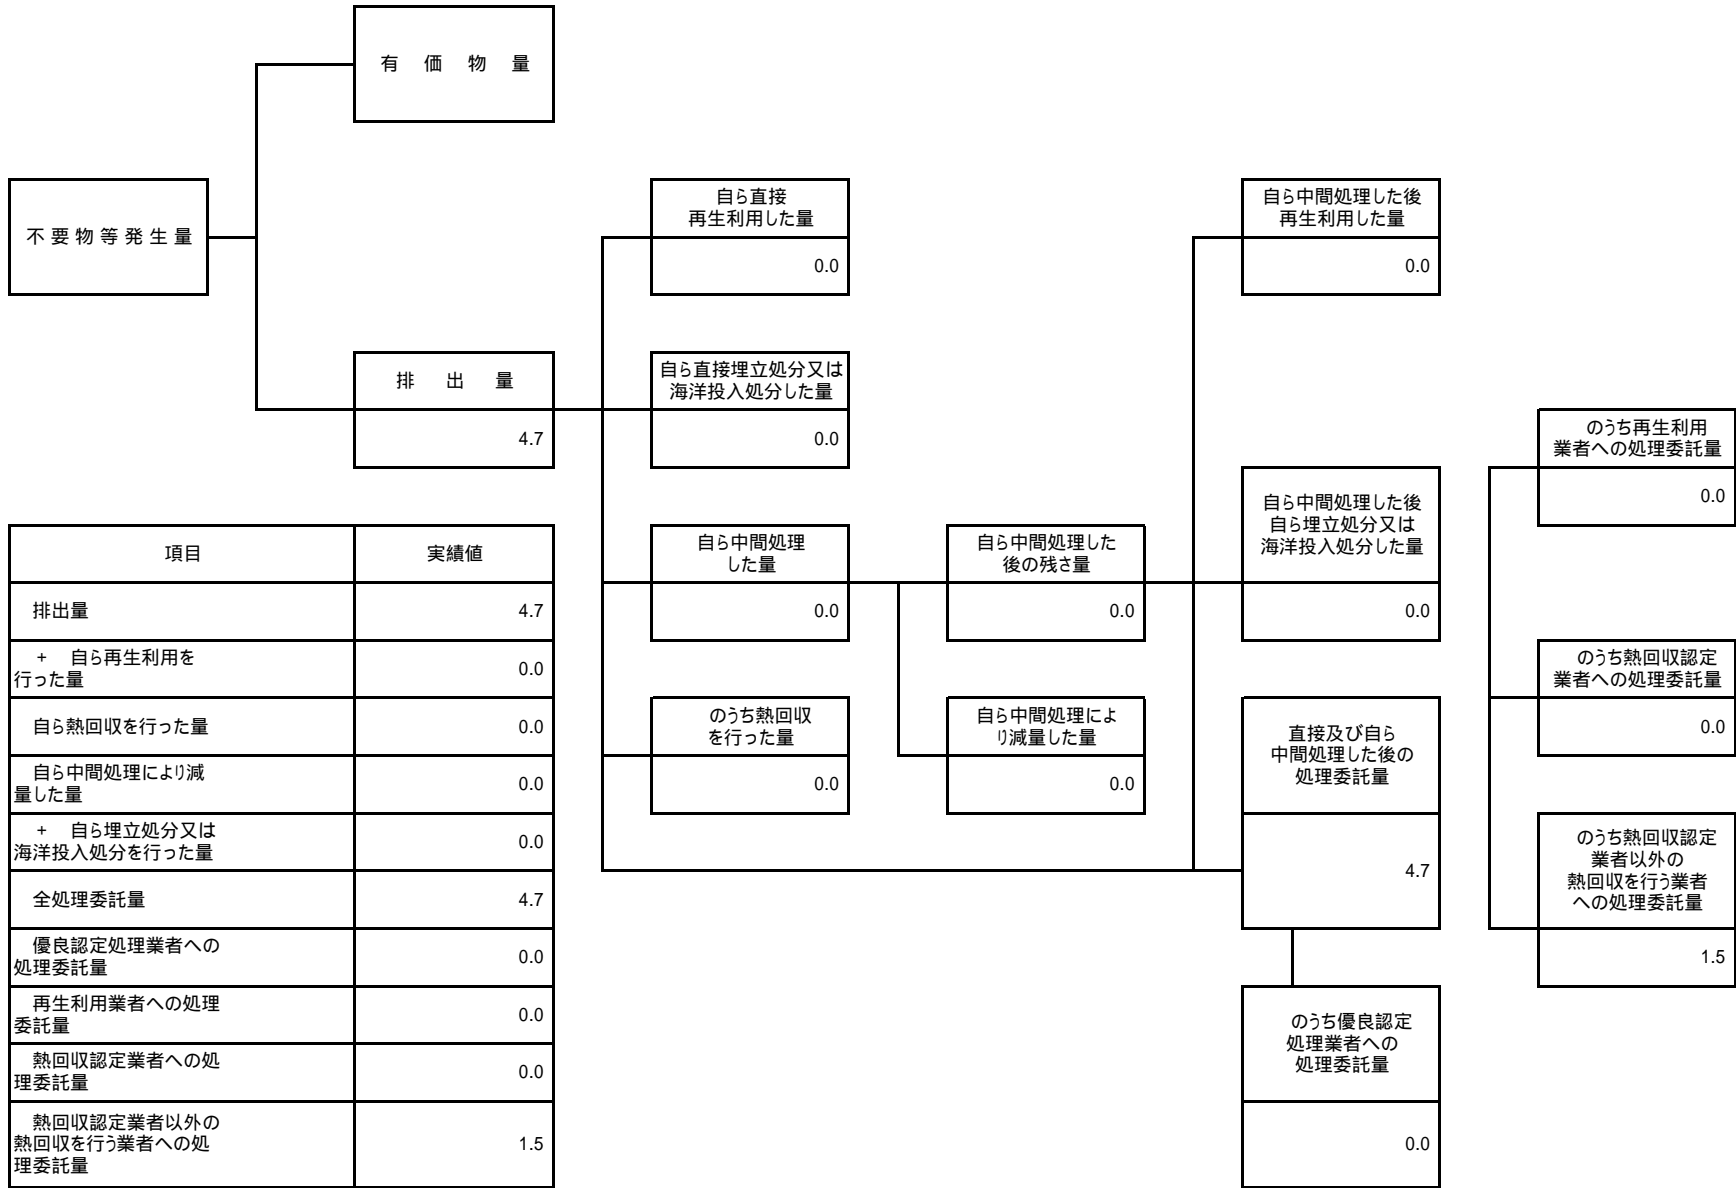 有価物量
不要物等発生量
排出量
4.7
自ら直接
再生利用した量
0.0
自ら直接埋立処分又は
海洋投入処分した量
0.0
自ら中間処理
した量
0.0
のうち熱回収
を行った量
0.0
自ら中間処理した
後の残さ量
0.0
自ら中間処理によ
り減量した量
0.0
自ら中間処理した後
再生利用した量
0.0
自ら中間処理した後
自ら埋立処分又は
海洋投入処分した量
0.0
直接及び自ら
中間処理した後の
処理委託量
4.7
のうち優良認定
処理業者への
処理委託量
0.0
のうち再生利用
業者への処理委託量
0.0
のうち熱回収認定
業者への処理委託量
0.0
のうち熱回収認定
業者以外の
熱回収を行う業者
への処理委託量
1.5
項目 実績値
排出量 4.7
+ 自ら再生利用を
行った量 0.0
自ら熱回収を行った量 0.0
自ら中間処理により減
量した量 0.0
+ 自ら埋立処分又は
海洋投入処分を行った量 0.0
全処理委託量 4.7
優良認定処理業者への
処理委託量 0.0
再生利用業者への処理
委託量 0.0
熱回収認定業者への処
理委託量 0.0
熱回収認定業者以外の
熱回収を行う業者への処
理委託量 1.5